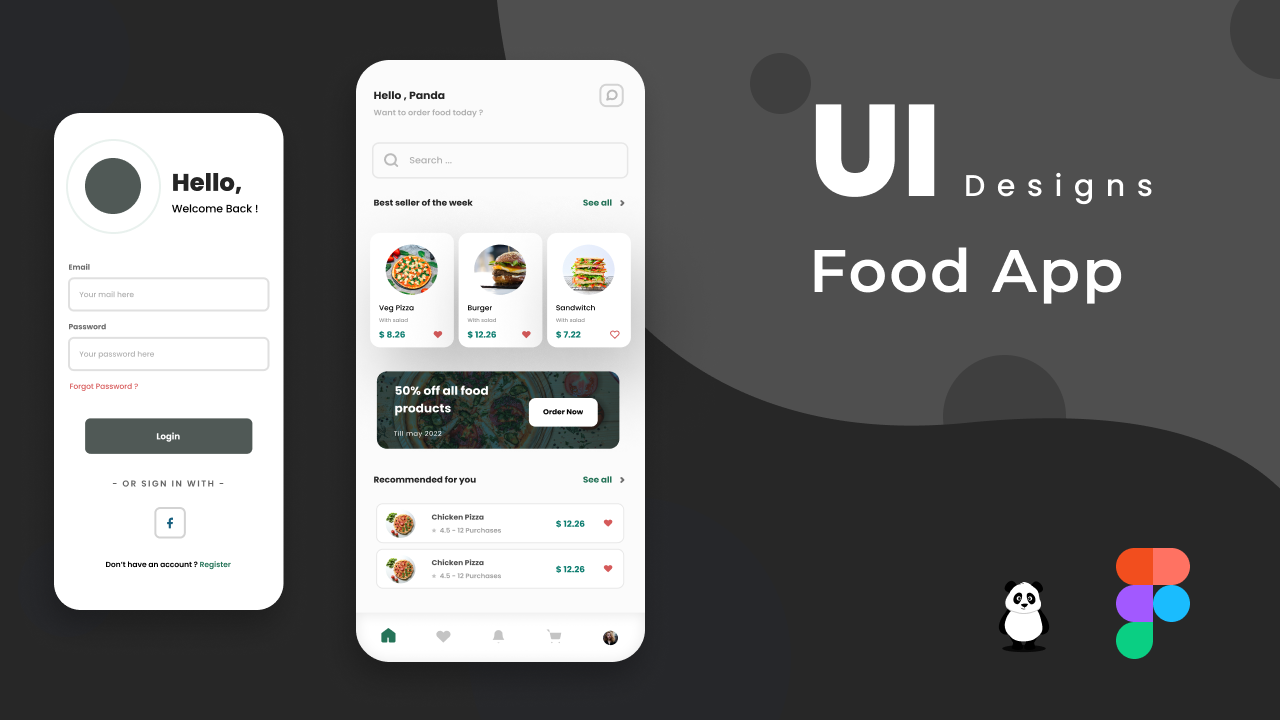 Hello,
Welcome Back !
Email
Your mail here
Password
Your password here
Forgot Password ?
Login
- OR SIGN IN WITH -
Don't have an account ? Register
Hello , Panda
Want to order food today ?
Search ...
Best seller of the week
See all
Veg Pizza
With salad
$ 8.26
Burger
With salad
$ 12.26
Sandwitch
With salad
$ 7.22
50% off all food
products
Till may 2022
Order Now
Recommended for you
See all
Chicken Pizza
4.5 - 12 Purchases
$ 12.26
Chicken Pizza
4.5 - 12 Purchases
$ 12.26
UI Designs
Food App